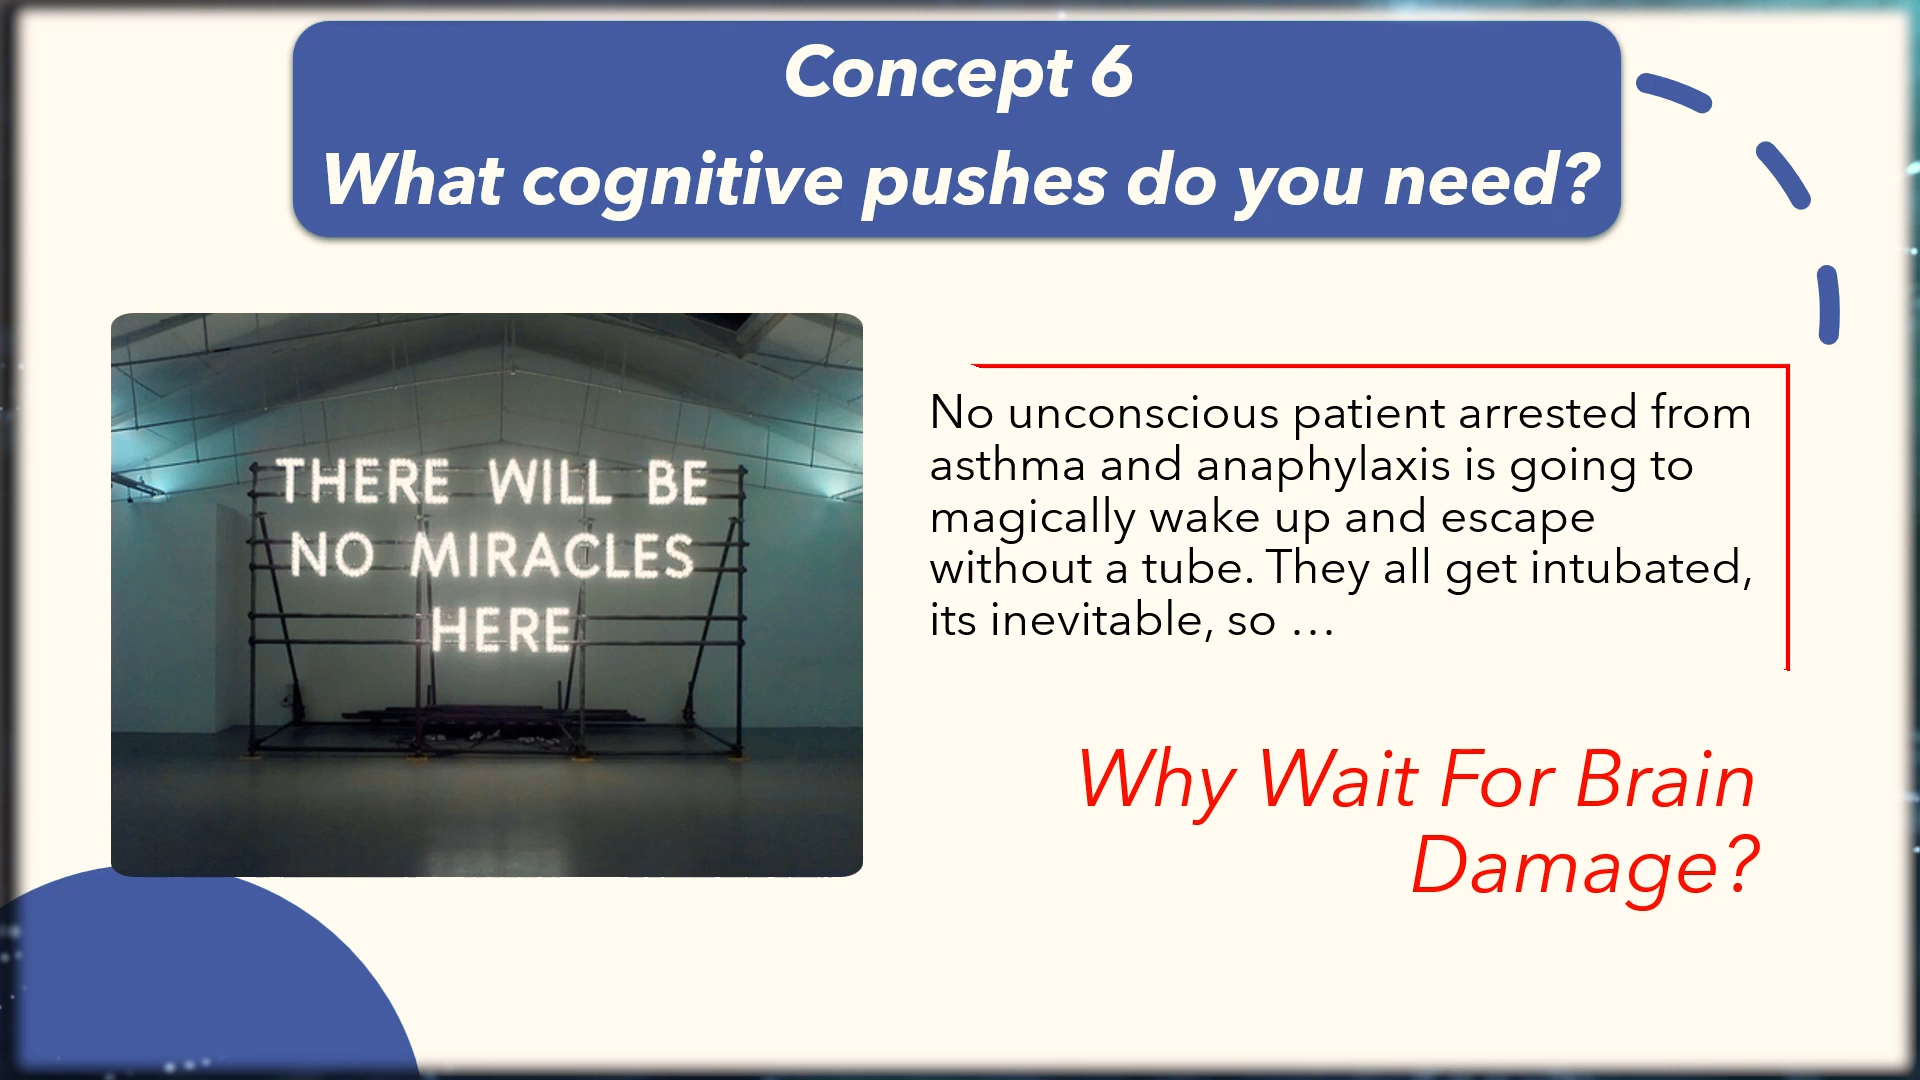 Concept 6
What cognitive pushes do you need?
THERE WILL BE
NO MIRACLES
HERE
No unconscious patient arrested from
asthma and anaphylaxis is going to
magically wake up and escape
without a tube. They all get intubated,
its inevitable, so …
Why Wait For Brain
Damage?